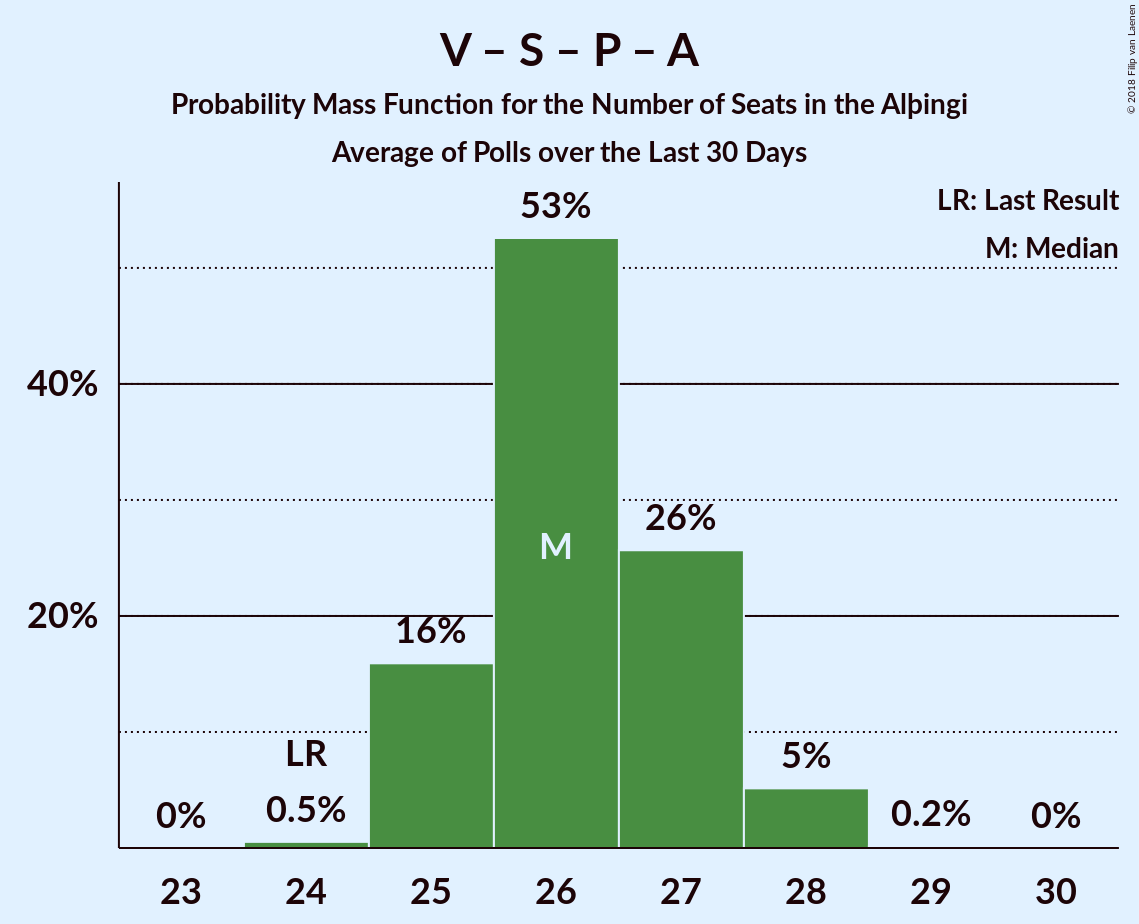 V – S – P – A
Probability Mass Function for the Number of Seats in the Alþingi
Average of Polls over the Last 30 Days
© 2018 Filip van Laenen
LR: Last Result
M: Median
53%
40%
26%
M
20%
16%
LR
5%
0%
0.5%
0.2%
0%
23 24 25 26 27 28 29 30